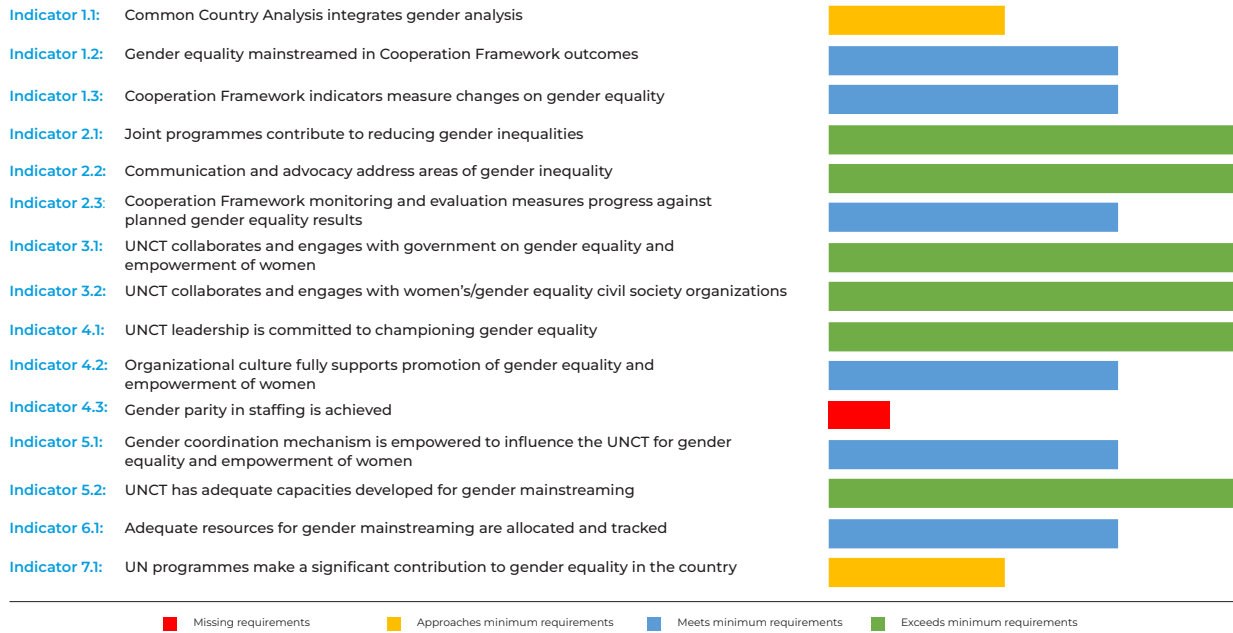 Indicator 1.1: Common Country Analysis integrates gender analysis
Indicator 1.2: Gender equality mainstreamed in Cooperation Framework outcomes
Indicator 1.3: Cooperation Framework indicators measure changes on gender equality
Indicator 2.1: Joint programmes contribute to reducing gender inequalities
Indicator 2.2: Communication and advocacy address areas of gender inequality
Indicator 2.3: Cooperation Framework monitoring and evaluation measures progress against
planned gender equality results
Indicator 3.1: UNCT collaborates and engages with government on gender equality and
empowerment of women
Indicator 3.2: UNCT collaborates and engages with women’s/gender equality civil society organizations
Indicator 4.1: UNCT leadership is committed to championing gender equality
Indicator 4.2: Organizational culture fully supports promotion of gender equality and
empowerment of women
Indicator 4.3: Gender parity in staffing is achieved
Indicator 5.1: Gender coordination mechanism is empowered to influence the UNCT for gender
equality and empowerment of women
Indicator 5.2: UNCT has adequate capacities developed for gender mainstreaming
Indicator 6.1: Adequate resources for gender mainstreaming are allocated and tracked
Indicator 7.1: UN programmes make a significant contribution to gender equality in the country
Missing requirements Approaches minimum requirements Meets minimum requirements Exceeds minimum requirements